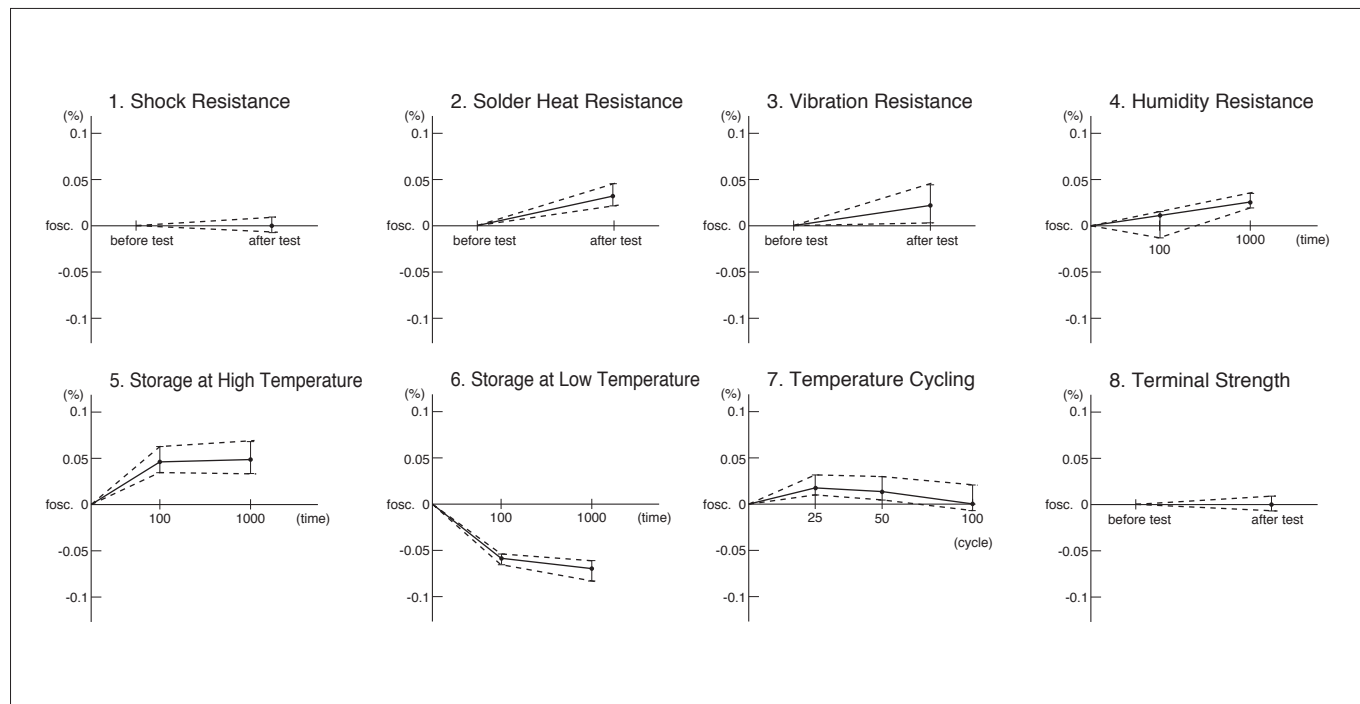 1. Shock Resistance
(%)
0.1
0.05
fosc. 0
before test after test
-0.05
-0.1
2. Solder Heat Resistance
(%)
0.1
0.05
fosc. 0
before test after test
-0.05
-0.1
3. Vibration Resistance
(%)
0.1
0.05
fosc. 0
before test after test
-0.05
-0.1
4. Humidity Resistance
(%)
0.1
0.05
fosc. 0
100 1000 (time)
-0.05
-0.1
5. Storage at High Temperature
(%)
0.1
0.05
fosc. 0
100 1000 (time)
-0.05
-0.1
6. Storage at Low Temperature
(%)
0.1
0.05
fosc. 0
100 1000 (time)
-0.05
-0.1
7. Temperature Cycling
(%)
0.1
0.05
fosc. 0
25 50 100
(cycle)
-0.05
-0.1
8. Terminal Strength
(%)
0.1
0.05
fosc. 0
before test after test
-0.05
-0.1